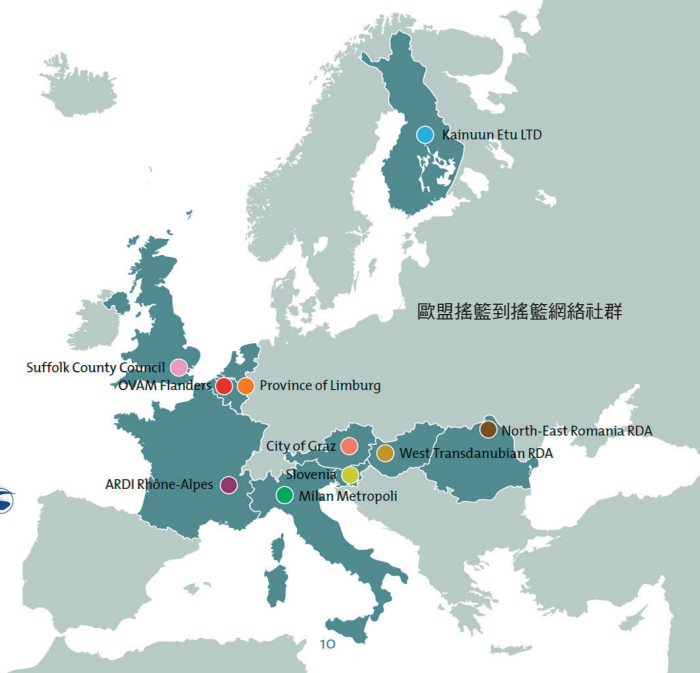 Kainuun Etu LTD
歐盟搖籃到搖籃網絡社群
Suffolk County Council
OVAM Flanders
Province of Limburg
North-East Romania RDA
City of Graz
West Transdanubian RDA
Slovenia
ARDI Rhône-Alpes
Milan Metropoli
10